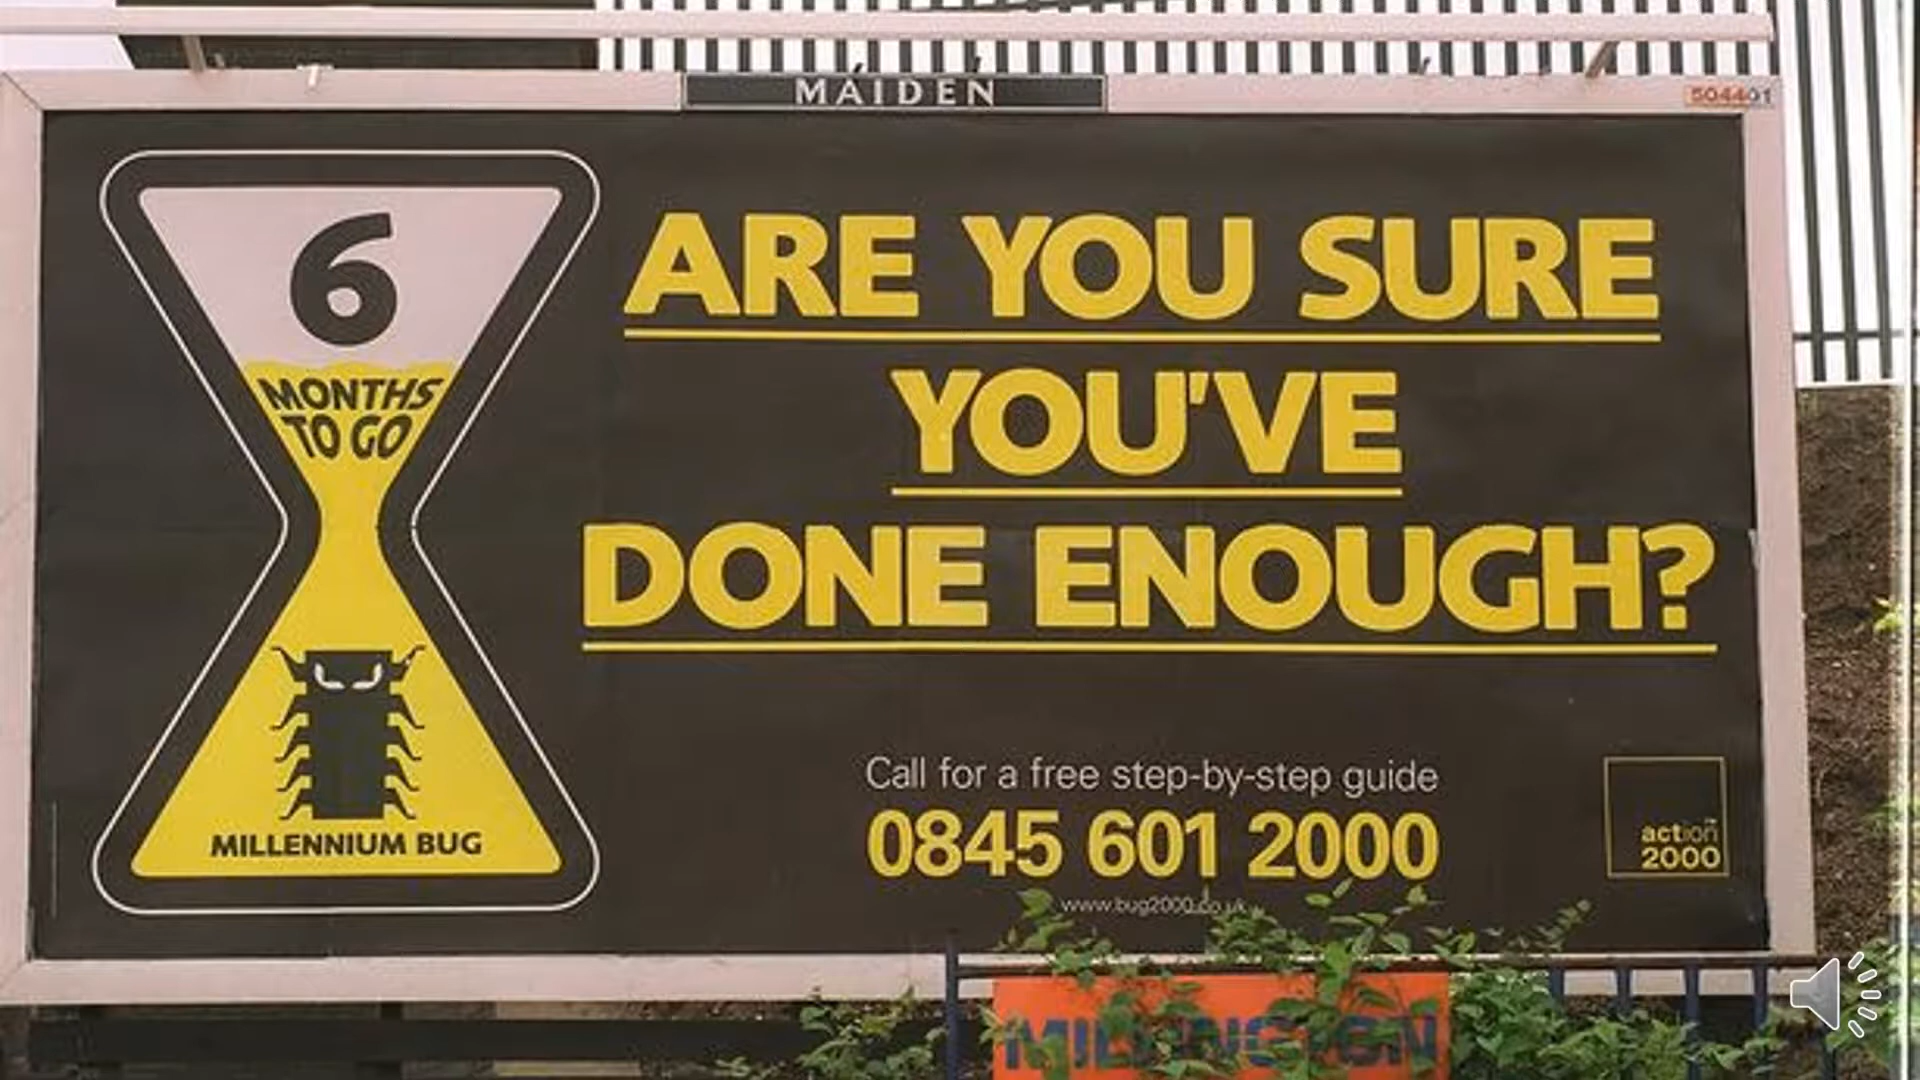 MAIDEN
504401
6
MONTHS
TO GO
MILLENNIUM BUG
ARE YOU SURE
YOU'VE
DONE ENOUGH?
Call for a free step-by-step guide
0845 601 2000
www.bug2000.co.uk
action
2000